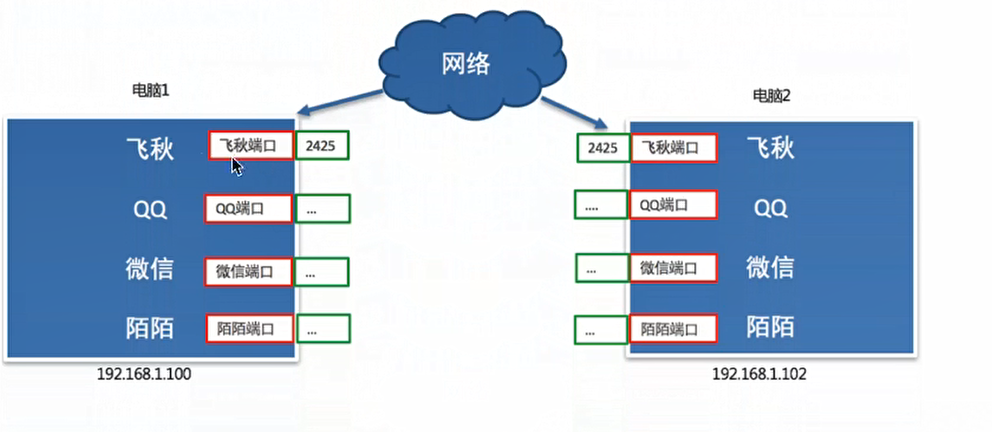 网络
电脑1
电脑2
飞秋 飞秋端口 2425
2425 飞秋端口 飞秋
QQ QQ端口 ...
.... QQ端口 QQ
微信 微信端口 ...
... 微信端口 微信
陌陌 陌陌端口 ...
... 陌陌端口 陌陌
192.168.1.100
192.168.1.102